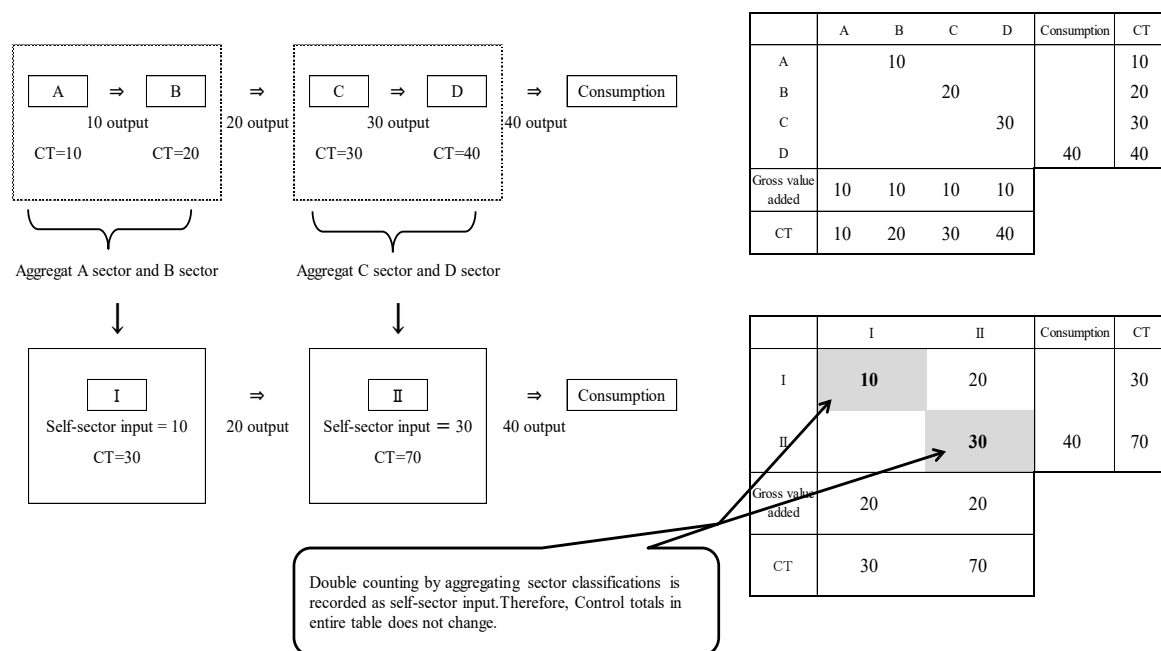 A ⇒ B ⇒ C ⇒ D ⇒ Consumption
10 output 20 output 30 output 40 output
CT=10 CT=20 CT=30 CT=40
Aggregat A sector and B sector Aggregat C sector and D sector
I ⇒ II ⇒ Consumption
Self-sector input = 10 20 output Self-sector input = 30 40 output
CT=30 CT=70
Double counting by aggregating sector classifications is
recorded as self-sector input.Therefore, Control totals in
entire table does not change.
A B C D Consumption CT
A 10 10
B 20 20
C 30 30
D 40 40
Gross value
added 10 10 10 10
CT 10 20 30 40
I II Consumption CT
I 10 20 30
II 30 40 70
Gross value
added 20 20
CT 30 70